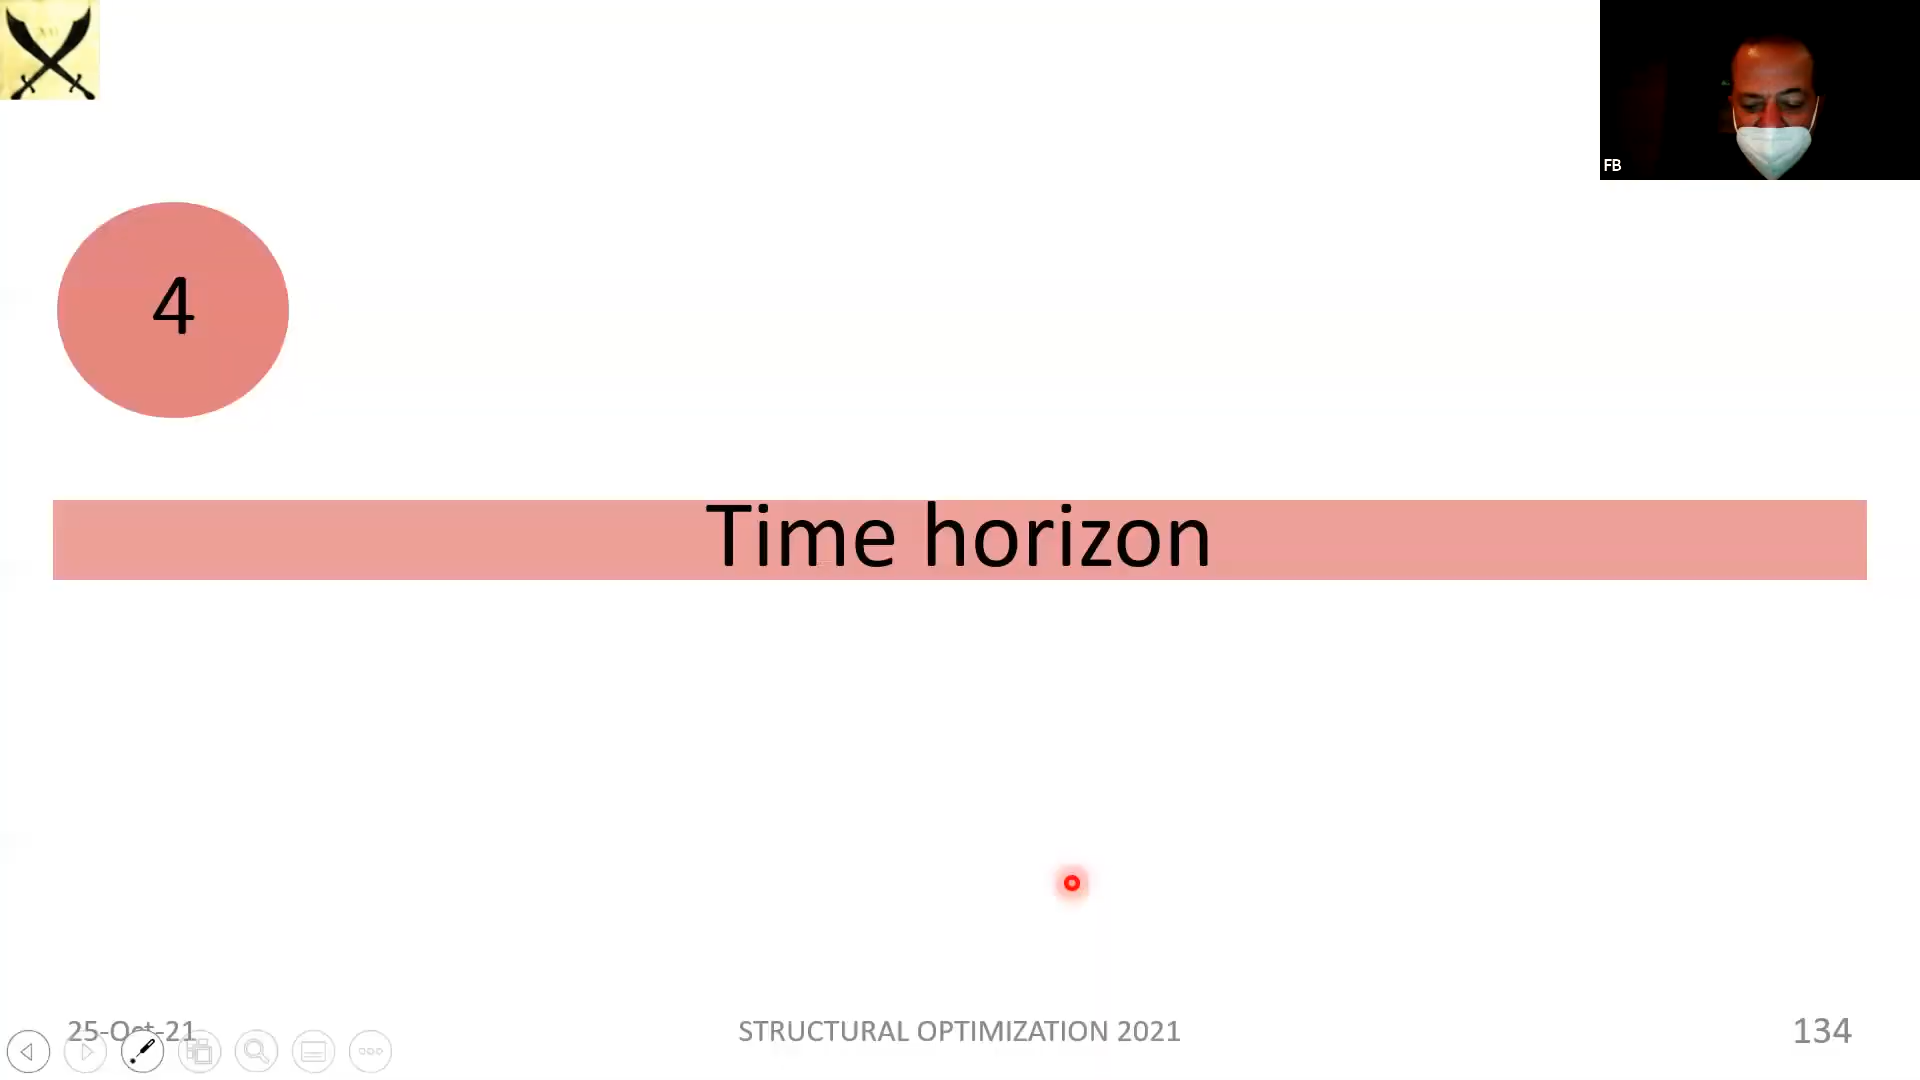 FB
4
Time horizon
25-Oct-21
STRUCTURAL OPTIMIZATION 2021
134